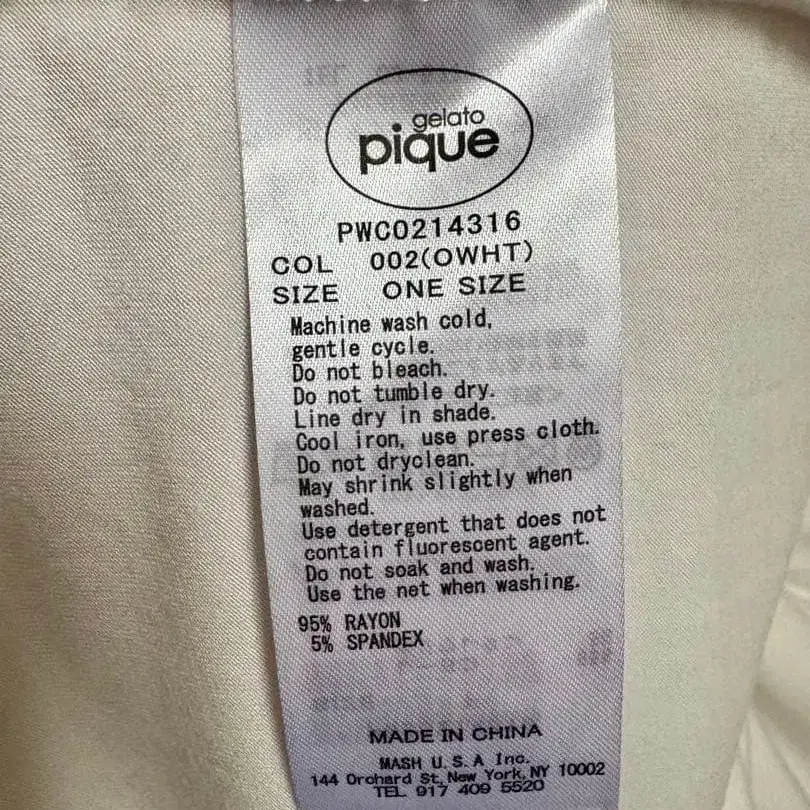 gelato
pique
PWC0214316
COL 002(OWHT)
SIZE ONE SIZE
Machine wash cold,
gentle cycle.
Do not bleach.
Do not tumble dry.
Line dry in shade.
Cool iron, use press cloth.
Do not dryclean.
May shrink slightly when
washed.
Use detergent that does not
contain fluorescent agent.
Do not soak and wash.
Use the net when washing.
95% RAYON
5% SPANDEX
MADE IN CHINA
MASH U.S.A Inc.
144 Orchard St, New York, NY 10002
TEL 917 409 5520